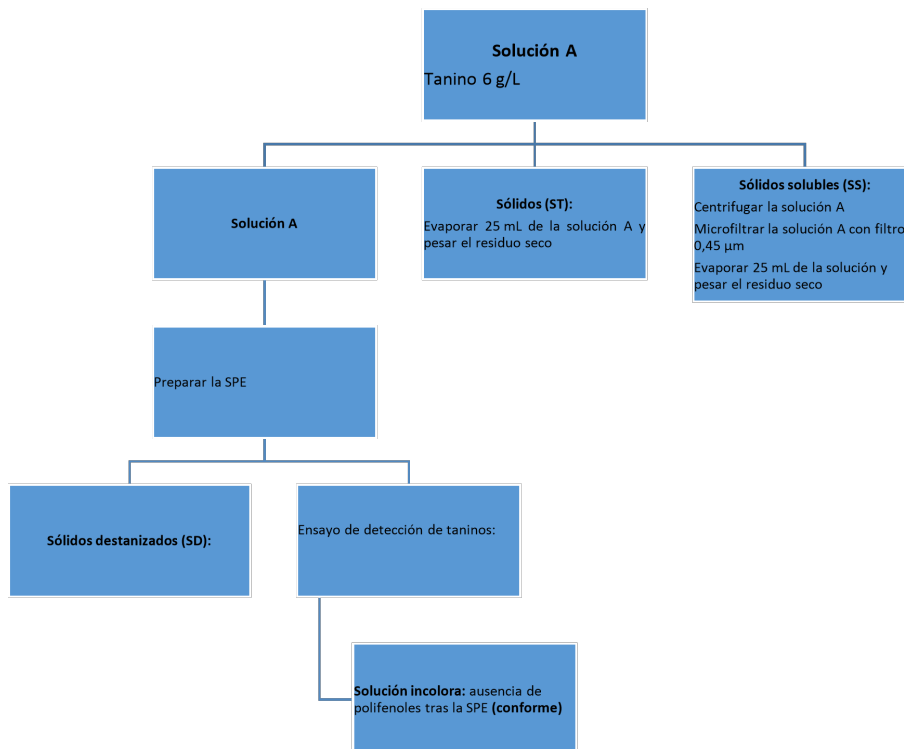 Solución A
Tanino 6 g/L
Solución A
Sólidos (ST):
Evaporar 25 mL de la solución A y
pesar el residuo seco
Sólidos solubles (SS):
Centrifugar la solución A
Microfiltrar la solución A con filtro
0,45 µm
Evaporar 25 mL de la solución y
pesar el residuo seco
Preparar la SPE
Sólidos destanizados (SD):
Ensayo de detección de taninos:
Solución incolora: ausencia de
polifenoles tras la SPE (conforme)